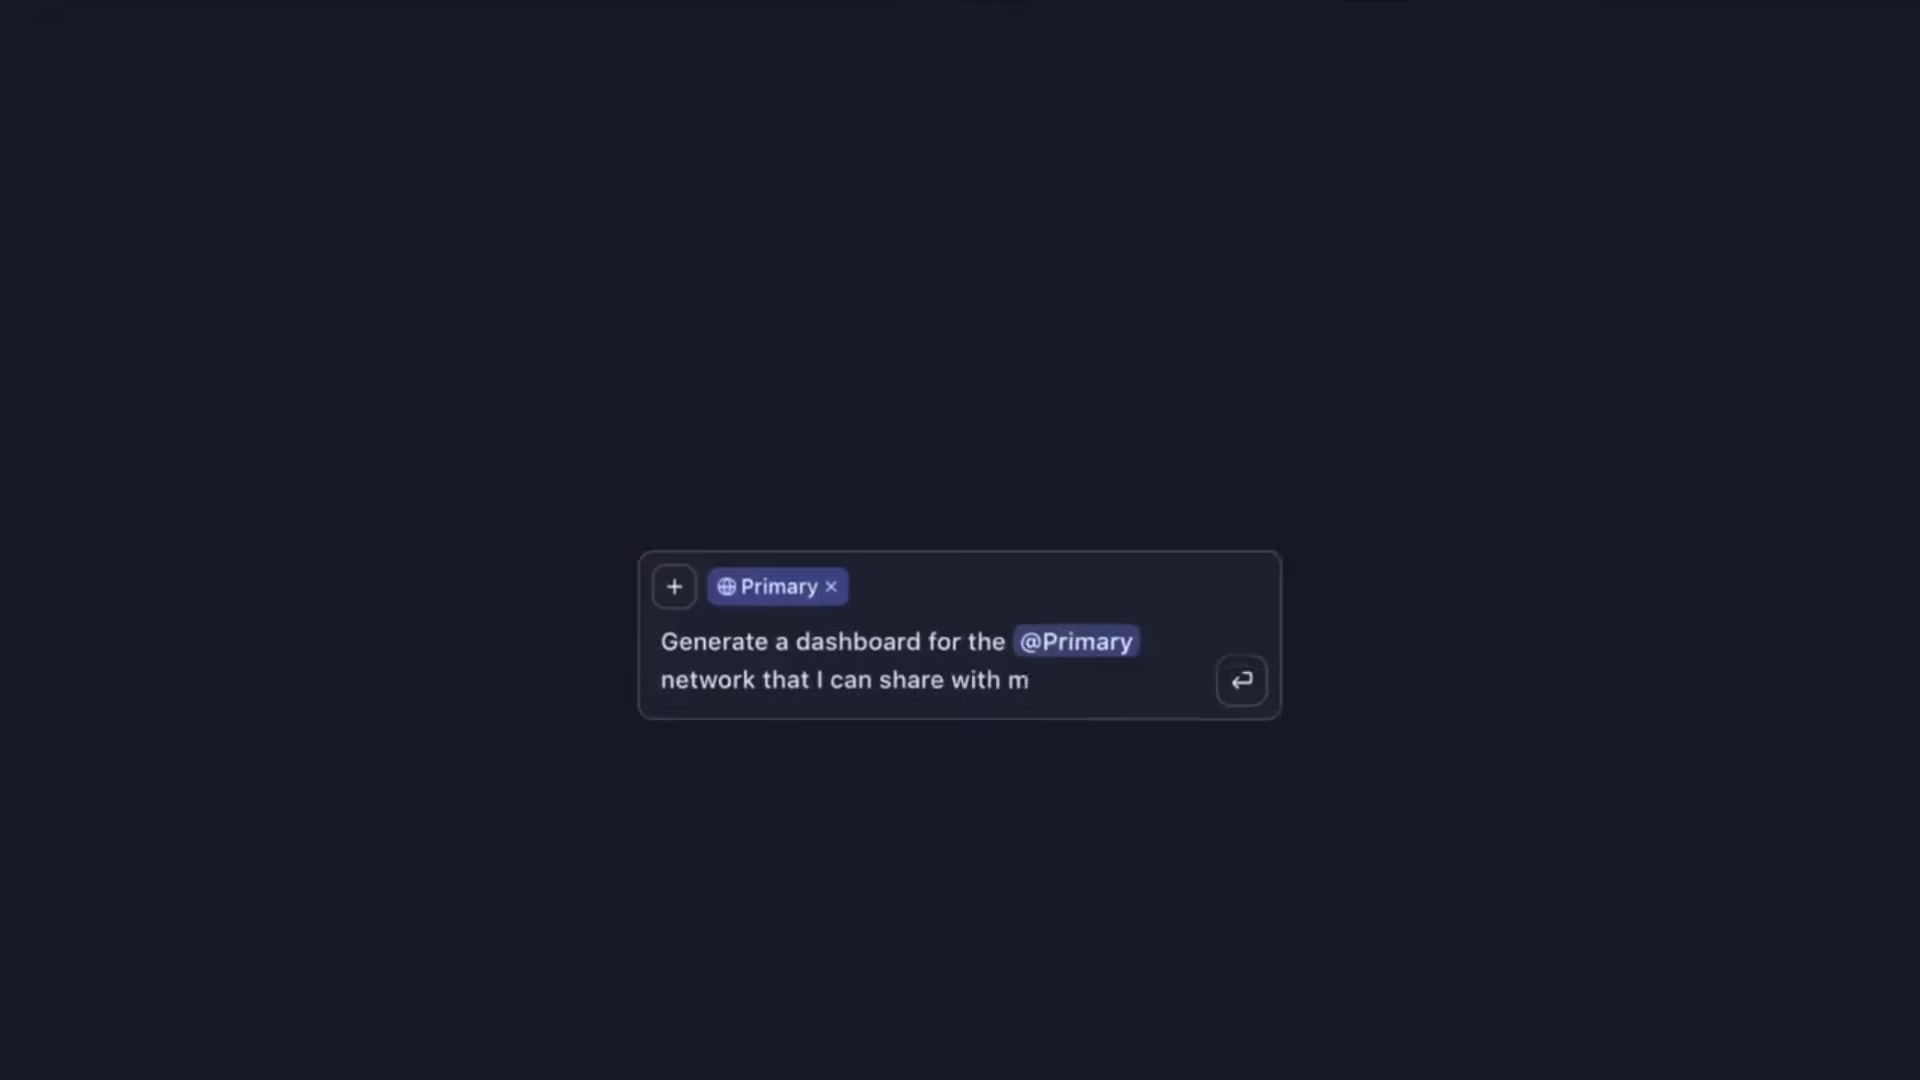 Primary
Generate a dashboard for the @Primary
network that I can share with m